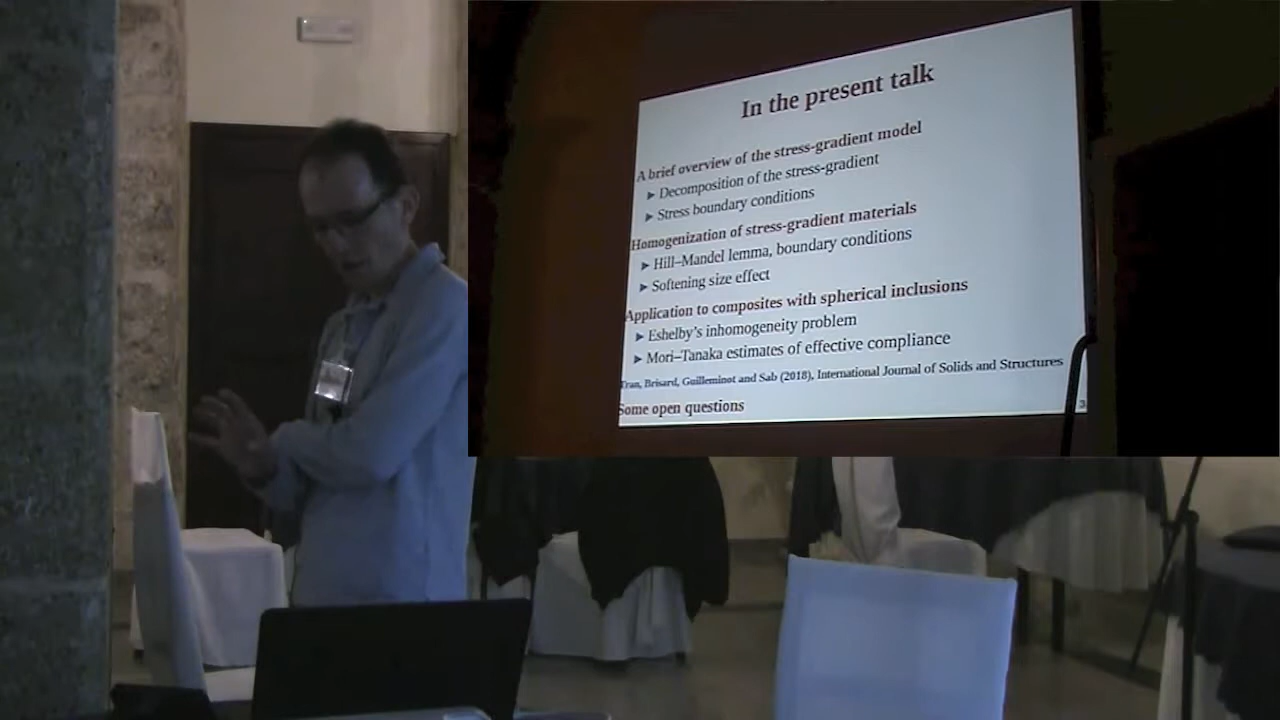 In the present talk
A brief overview of the stress-gradient model
▶ Decomposition of the stress-gradient
▶ Stress boundary conditions
Homogenization of stress-gradient materials
▶ Hill–Mandel lemma, boundary conditions
▶ Softening size effect
Application to composites with spherical inclusions
▶ Eshelby's inhomogeneity problem
▶ Mori–Tanaka estimates of effective compliance
Tran, Brisard, Guilleminot and Sab (2018), International Journal of Solids and Structures
Some open questions
3